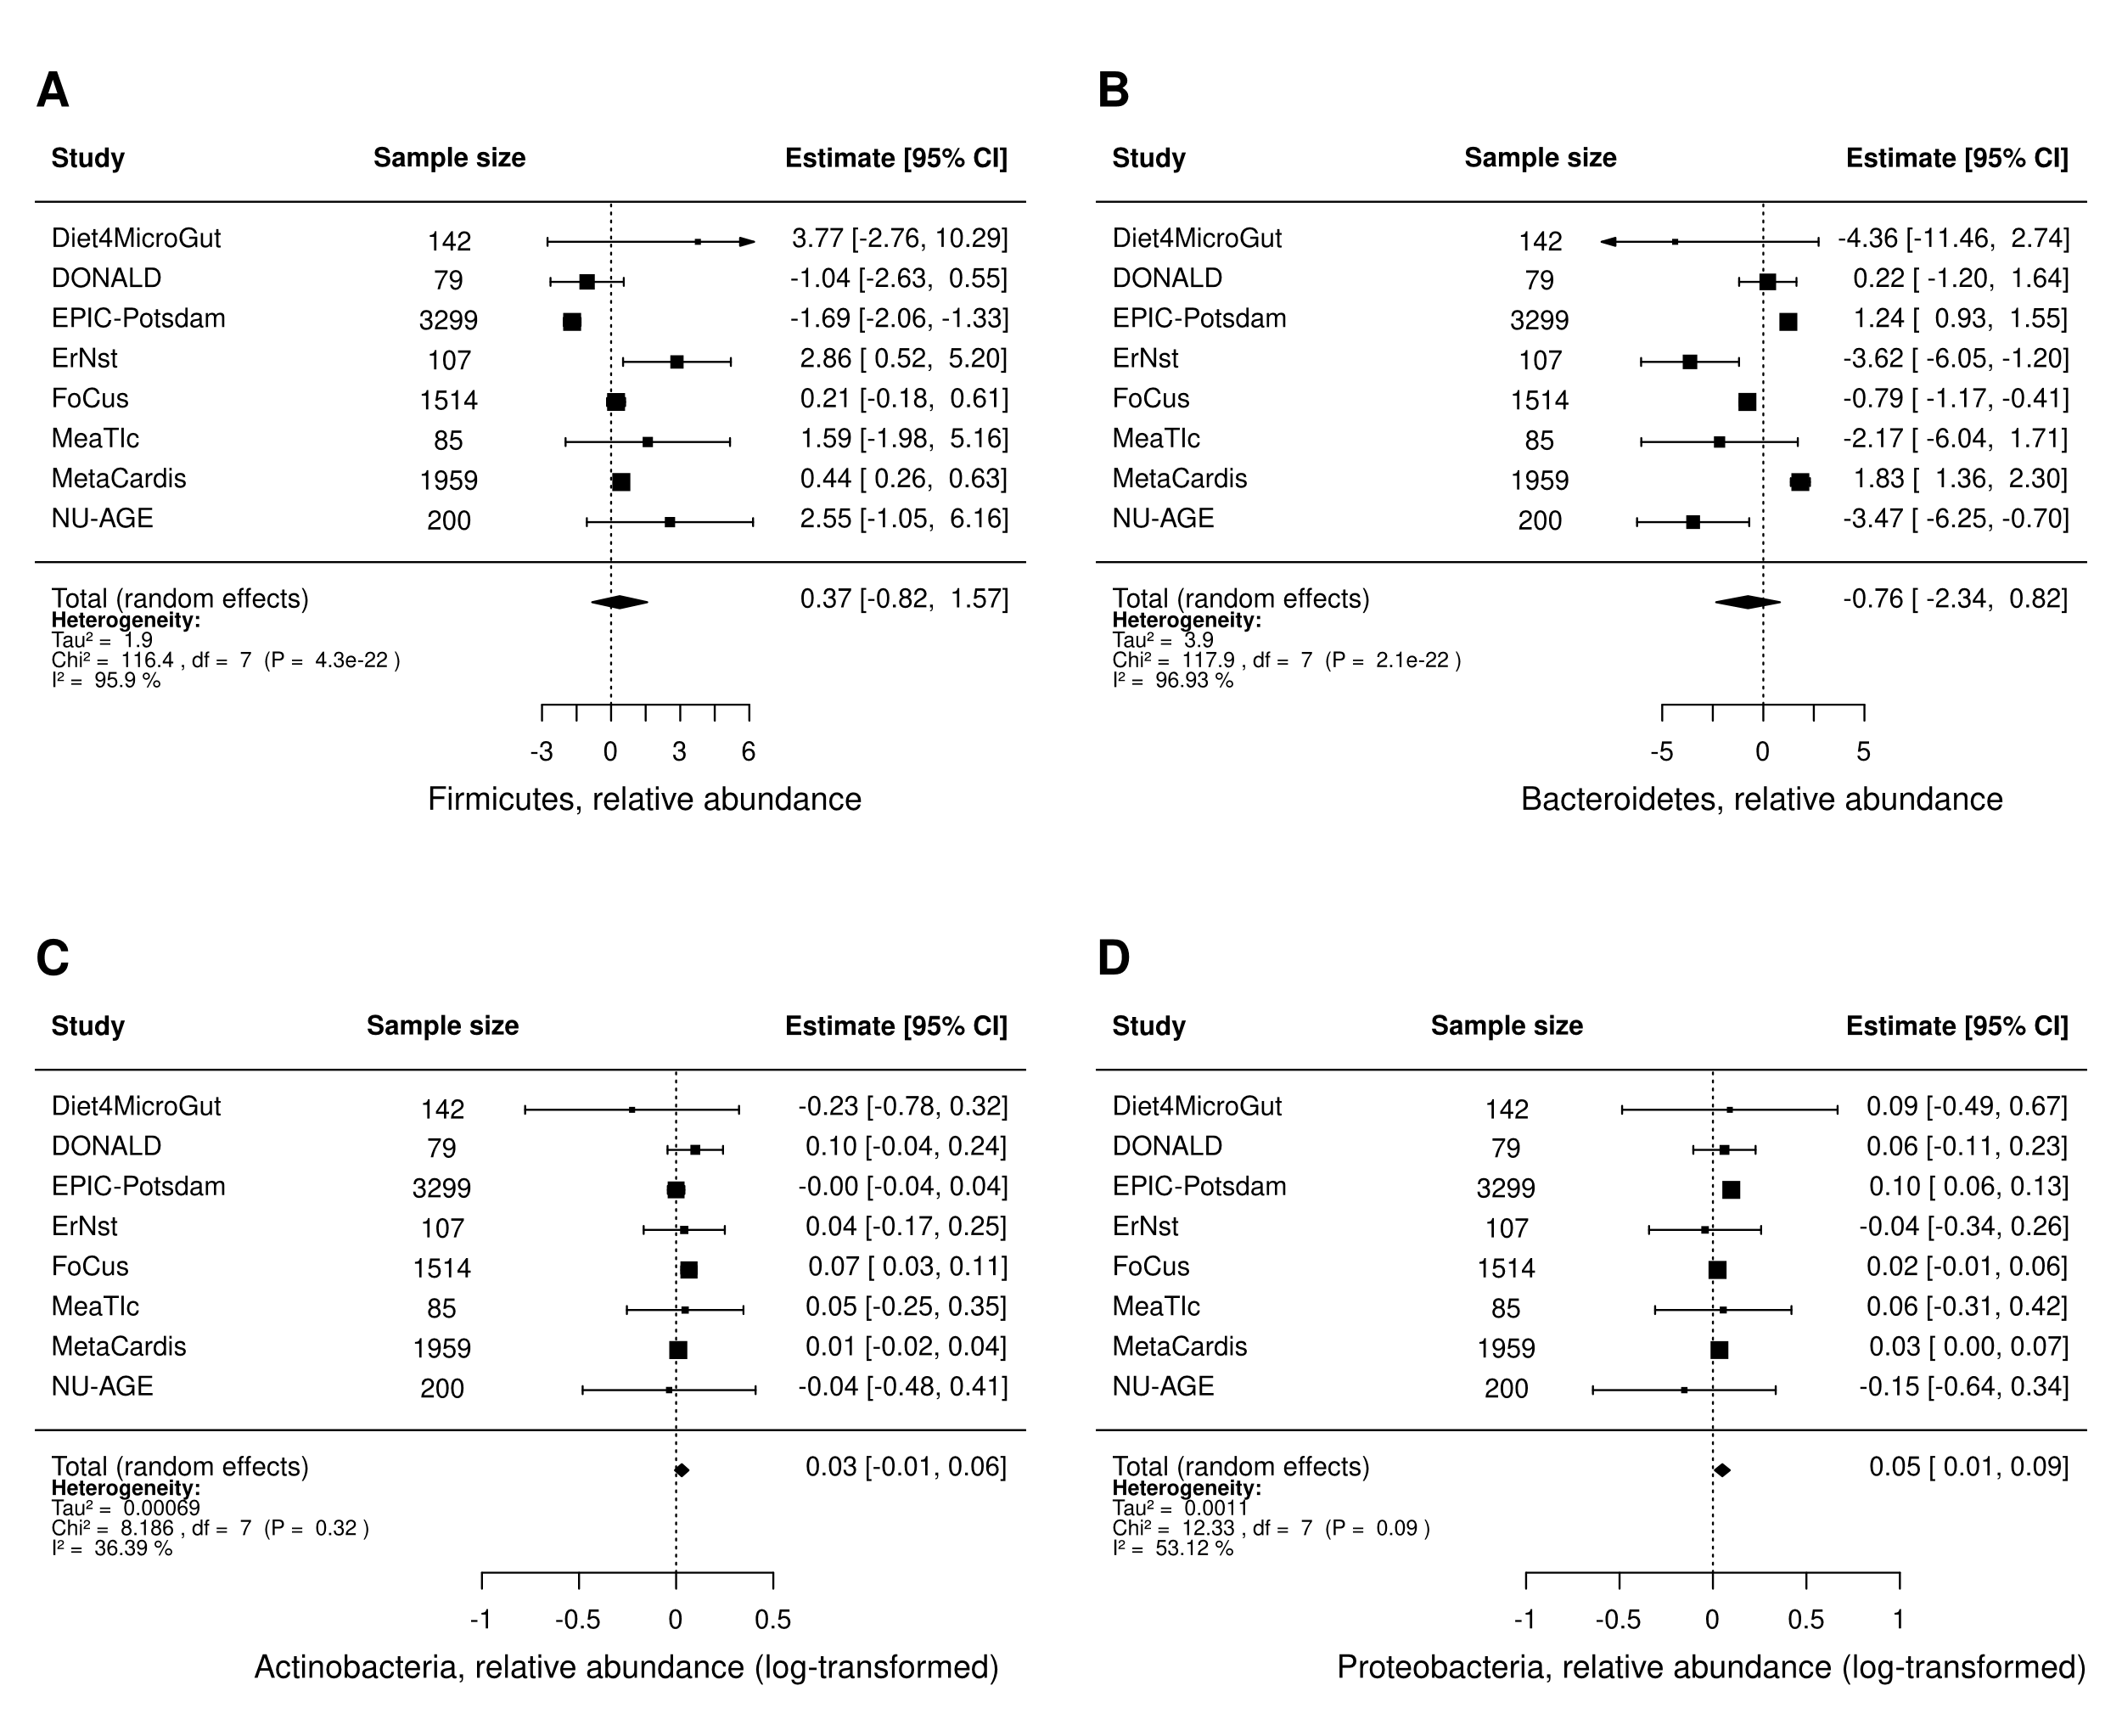 A
Study Sample size Estimate [95% CI]
Diet4MicroGut 142 3.77 [-2.76, 10.29]
DONALD 79 -1.04 [-2.63, 0.55]
EPIC-Potsdam 3299 -1.69 [-2.06, -1.33]
ErNst 107 2.86 [ 0.52, 5.20]
FoCus 1514 0.21 [-0.18, 0.61]
MeaTIc 85 1.59 [-1.98, 5.16]
MetaCardis 1959 0.44 [ 0.26, 0.63]
NU-AGE 200 2.55 [-1.05, 6.16]
Total (random effects) 0.37 [-0.82, 1.57]
Heterogeneity:
Tau² = 1.9
Chi² = 116.4 , df = 7 (P = 4.3e-22 )
I² = 95.9 %
-3 0 3 6
Firmicutes, relative abundance
B
Study Sample size Estimate [95% CI]
Diet4MicroGut 142 -4.36 [-11.46, 2.74]
DONALD 79 0.22 [ -1.20, 1.64]
EPIC-Potsdam 3299 1.24 [ 0.93, 1.55]
ErNst 107 -3.62 [ -6.05, -1.20]
FoCus 1514 -0.79 [ -1.17, -0.41]
MeaTIc 85 -2.17 [ -6.04, 1.71]
MetaCardis 1959 1.83 [ 1.36, 2.30]
NU-AGE 200 -3.47 [ -6.25, -0.70]
Total (random effects) -0.76 [ -2.34, 0.82]
Heterogeneity:
Tau² = 3.9
Chi² = 117.9 , df = 7 (P = 2.1e-22 )
I² = 96.93 %
-5 0 5
Bacteroidetes, relative abundance
C
Study Sample size Estimate [95% CI]
Diet4MicroGut 142 -0.23 [-0.78, 0.32]
DONALD 79 0.10 [-0.04, 0.24]
EPIC-Potsdam 3299 -0.00 [-0.04, 0.04]
ErNst 107 0.04 [-0.17, 0.25]
FoCus 1514 0.07 [ 0.03, 0.11]
MeaTIc 85 0.05 [-0.25, 0.35]
MetaCardis 1959 0.01 [-0.02, 0.04]
NU-AGE 200 -0.04 [-0.48, 0.41]
Total (random effects) 0.03 [-0.01, 0.06]
Heterogeneity:
Tau² = 0.00069
Chi² = 8.186 , df = 7 (P = 0.32 )
I² = 36.39 %
-1 -0.5 0 0.5
Actinobacteria, relative abundance (log-transformed)
D
Study Sample size Estimate [95% CI]
Diet4MicroGut 142 0.09 [-0.49, 0.67]
DONALD 79 0.06 [-0.11, 0.23]
EPIC-Potsdam 3299 0.10 [ 0.06, 0.13]
ErNst 107 -0.04 [-0.34, 0.26]
FoCus 1514 0.02 [-0.01, 0.06]
MeaTIc 85 0.06 [-0.31, 0.42]
MetaCardis 1959 0.03 [ 0.00, 0.07]
NU-AGE 200 -0.15 [-0.64, 0.34]
Total (random effects) 0.05 [ 0.01, 0.09]
Heterogeneity:
Tau² = 0.0011
Chi² = 12.33 , df = 7 (P = 0.09 )
I² = 53.12 %
-1 -0.5 0 0.5 1
Proteobacteria, relative abundance (log-transformed)